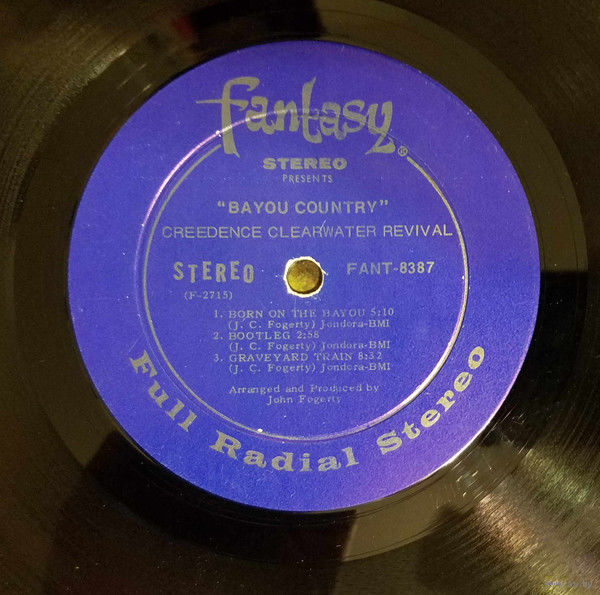 fantasy®
STEREO
PRESENTS
"BAYOU COUNTRY"
CREEDENCE CLEARWATER REVIVAL
STEREO FANT-8387
(F-2715)
1. BORN ON THE BAYOU 5:10
(J. C. Fogerty) Jondora-BMI
2. BOOTLEG 2:58
(J. C. Fogerty) Jondora-BMI
3. GRAVEYARD TRAIN 8:32
(J. C. Fogerty) Jondora-BMI
Arranged and Produced by
John Fogerty
Full Radial Stereo